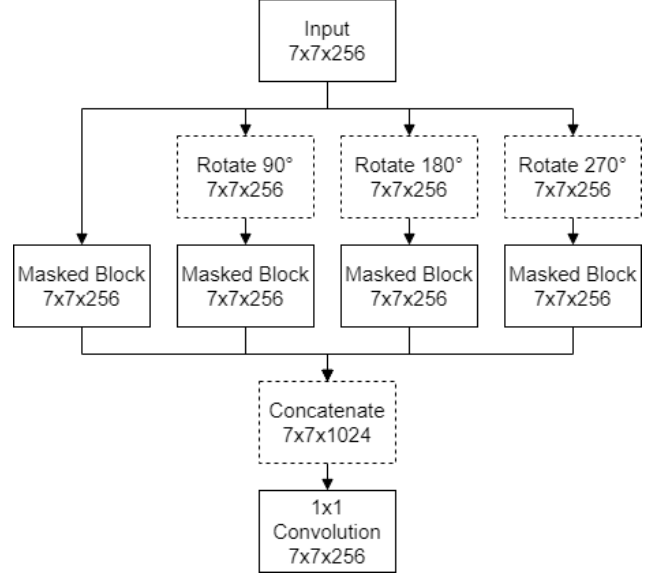 Input
7x7x256
Rotate 90°
7x7x256
Rotate 180°
7x7x256
Rotate 270°
7x7x256
Masked Block
7x7x256
Masked Block
7x7x256
Masked Block
7x7x256
Masked Block
7x7x256
Concatenate
7x7x1024
1x1
Convolution
7x7x256